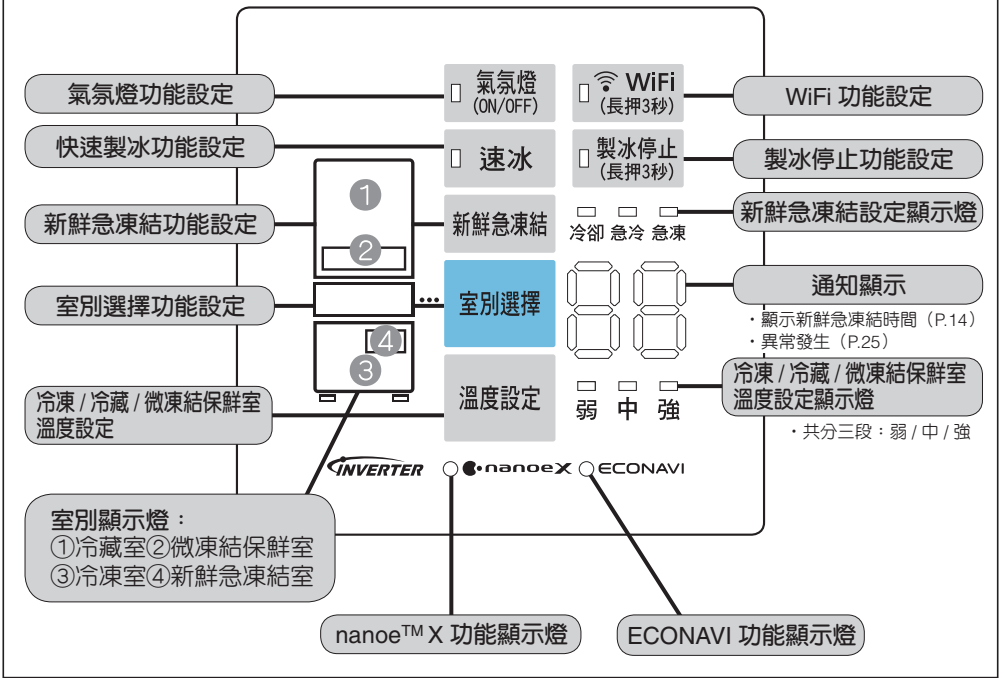 氣氛燈功能設定
快速製冰功能設定
新鮮急凍結功能設定
室別選擇功能設定
冷凍 / 冷藏 / 微凍結保鮮室
溫度設定
室別顯示燈：
①冷藏室②微凍結保鮮室
③冷凍室④新鮮急凍結室
①
②
④
③
氣氛燈
(ON/OFF)
WiFi
(長押3秒)
速冰
製冰停止
(長押3秒)
新鮮急凍結
冷卻 急冷 急凍
室別選擇
溫度設定
弱 中 強
INVERTER
nanoeX
ECONAVI
WiFi 功能設定
製冰停止功能設定
新鮮急凍結設定顯示燈
通知顯示
・顯示新鮮急凍結時間（P.14）
・異常發生（P.25）
冷凍 / 冷藏 / 微凍結保鮮室
溫度設定顯示燈
・共分三段：弱 / 中 / 強
nanoe™ X 功能顯示燈
ECONAVI 功能顯示燈